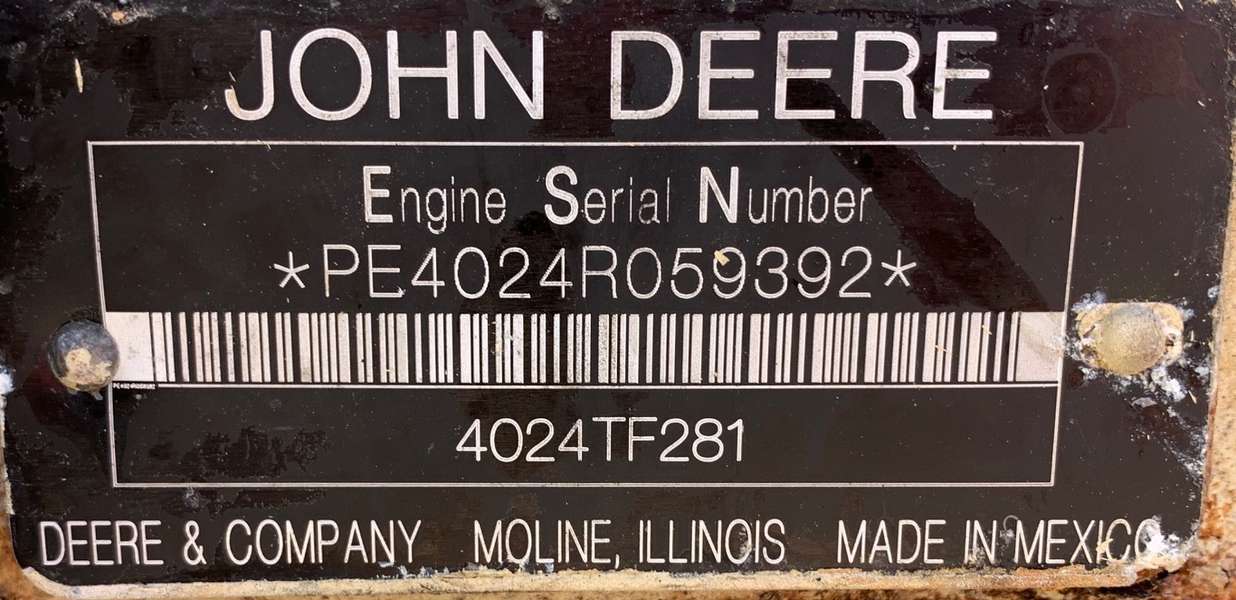 JOHN DEERE
Engine Serial Number
*PE4024R059392*
4024TF281
DEERE & COMPANY MOLINE, ILLINOIS MADE IN MEXICO